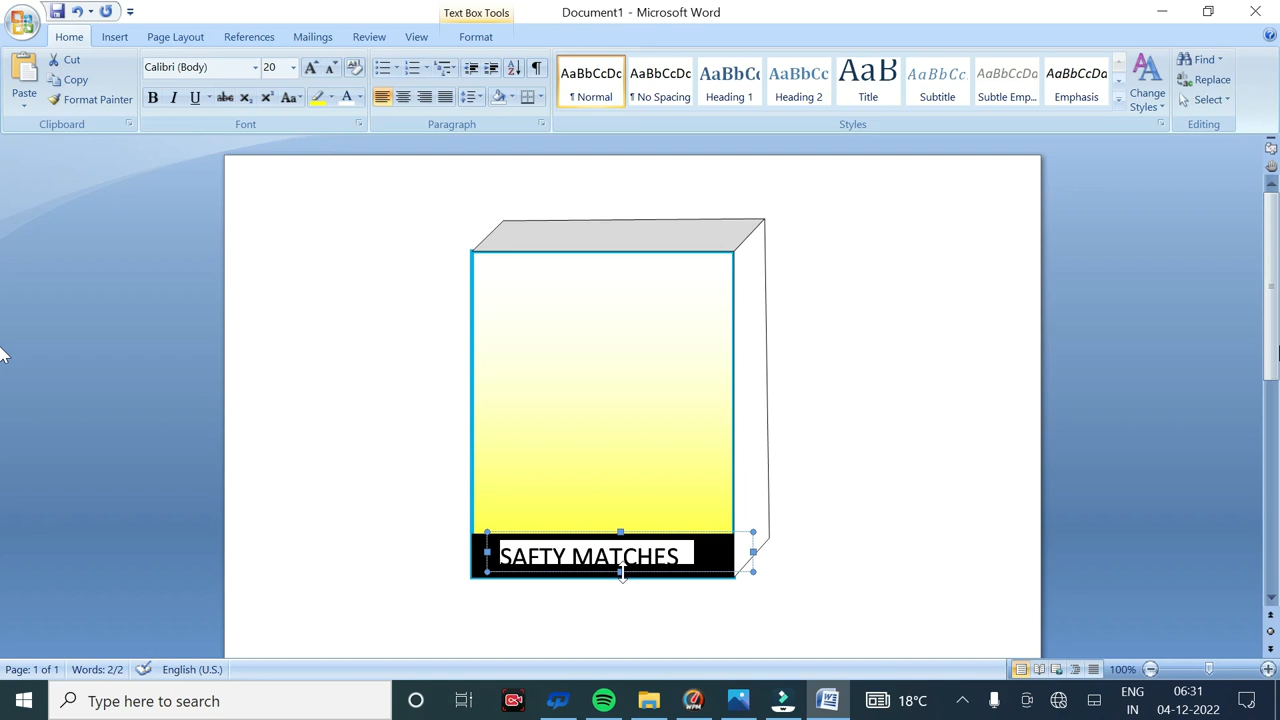 Text Box Tools
Document1 - Microsoft Word
Home Insert Page Layout References Mailings Review View Format
Paste
Cut
Copy
Format Painter
Clipboard
Calibri (Body) 20
Font
Paragraph
AaBbCcDc AaBbCcDc AaBbC AaBbCc AaB AaBbCc. AaBbCcDa AaBbCcDa
¶ Normal ¶ No Spacing Heading 1 Heading 2 Title Subtitle Subtle Emp... Emphasis
Change Styles
Styles
Find
Replace
Select
Editing
SAFTY MATCHES
Page: 1 of 1 Words: 2/2 English (U.S.) 100%
Type here to search
18°C
ENG
IN
06:31
04-12-2022